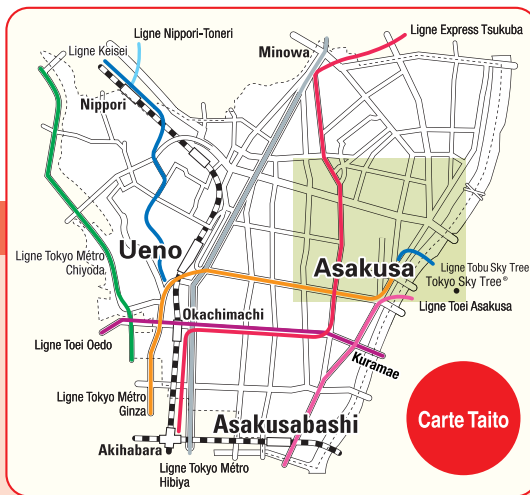 Ligne Nippori-Toneri
Ligne Express Tsukuba
Ligne Keisei
Minowa
Nippori
Ligne Tokyo Métro
Chiyoda
Ueno
Asakusa
Ligne Tobu Sky Tree
Tokyo Sky Tree®
Ligne Toei Asakusa
Okachimachi
Ligne Toei Oedo
Kuramae
Ligne Tokyo Métro
Ginza
Asakusabashi
Carte Taito
Akihabara
Ligne Tokyo Métro
Hibiya